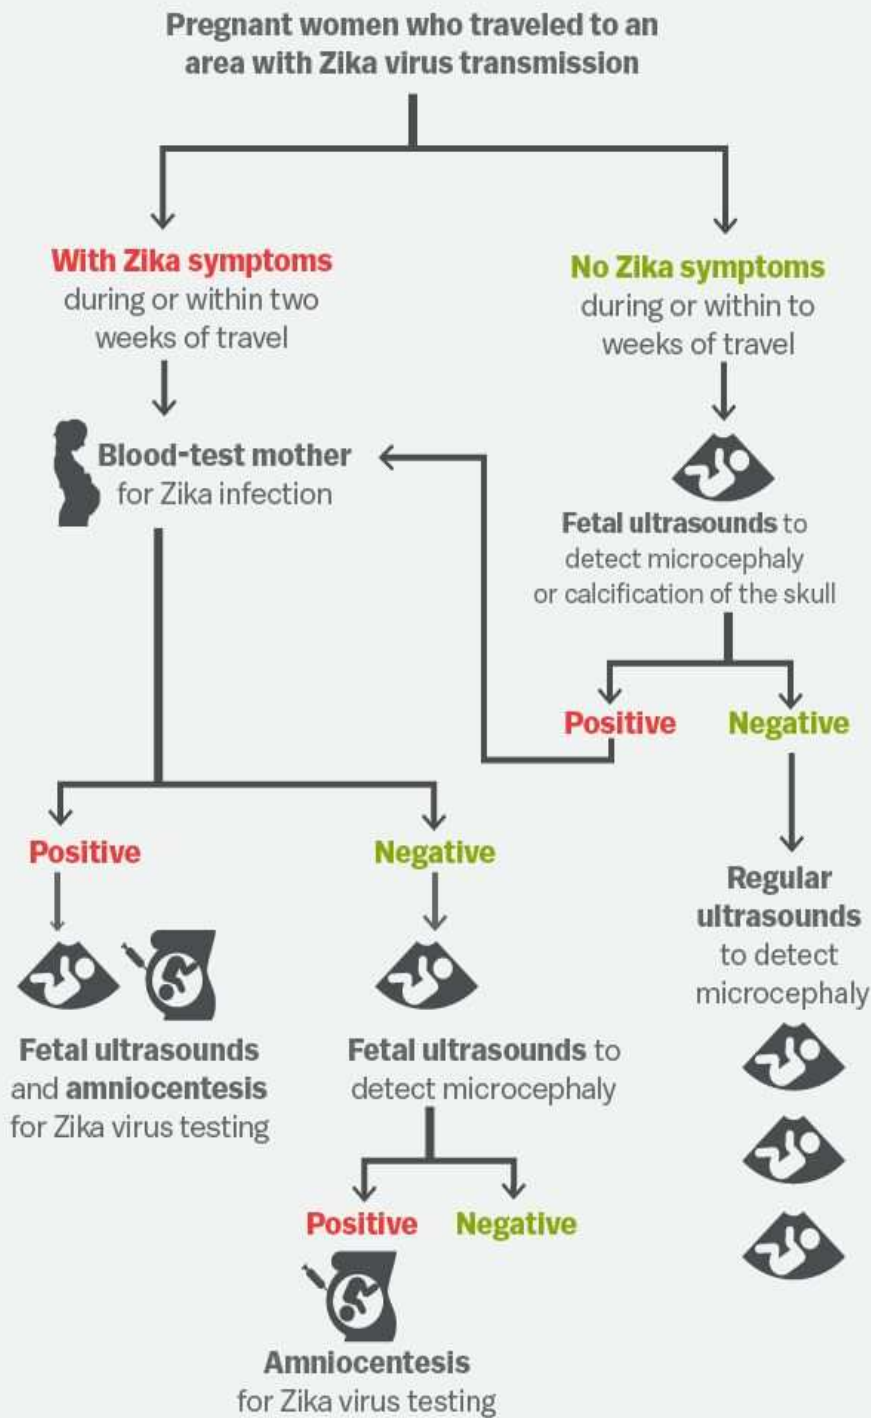 Pregnant women who traveled to an
area with Zika virus transmission
With Zika symptoms
during or within two
weeks of travel
No Zika symptoms
during or within to
weeks of travel
Blood-test mother
for Zika infection
Fetal ultrasounds to
detect microcephaly
or calcification of the skull
Positive
Negative
Positive
Negative
Regular
ultrasounds
to detect
microcephaly
Fetal ultrasounds
and amniocentesis
for Zika virus testing
Fetal ultrasounds to
detect microcephaly
Positive
Negative
Amniocentesis
for Zika virus testing